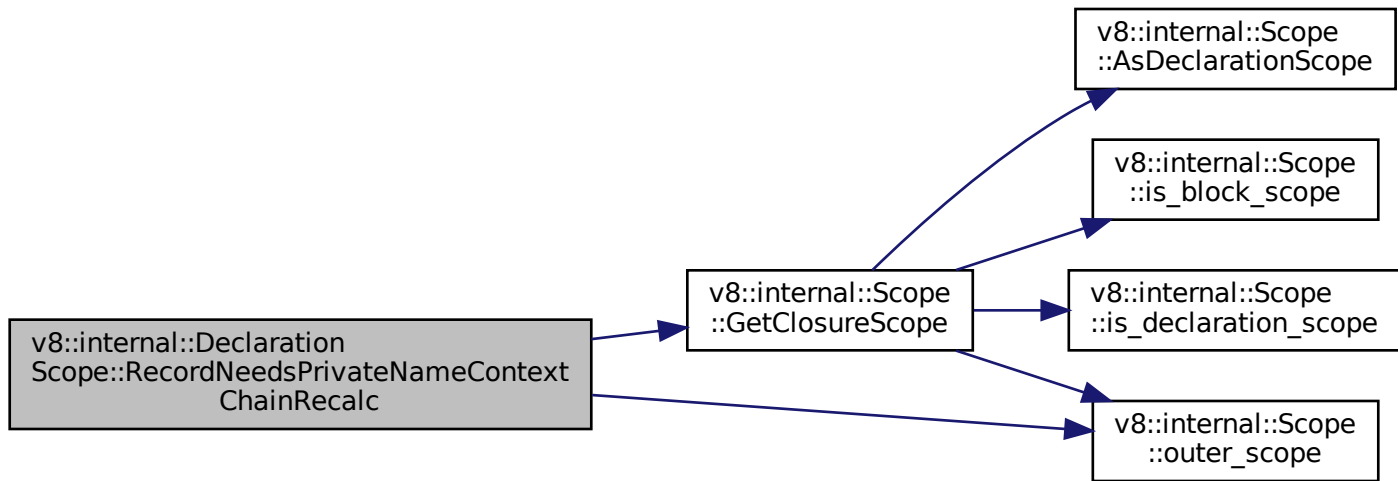 v8::internal::Declaration
Scope::RecordNeedsPrivateNameContext
ChainRecalc
v8::internal::Scope
::GetClosureScope
v8::internal::Scope
::AsDeclarationScope
v8::internal::Scope
::is_block_scope
v8::internal::Scope
::is_declaration_scope
v8::internal::Scope
::outer_scope